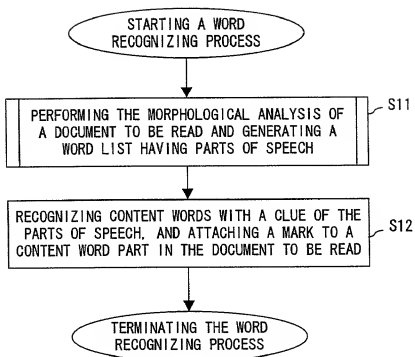 STARTING A WORD
RECOGNIZING PROCESS
PERFORMING THE MORPHOLOGICAL ANALYSIS OF
A DOCUMENT TO BE READ AND GENERATING A
WORD LIST HAVING PARTS OF SPEECH
S11
RECOGNIZING CONTENT WORDS WITH A CLUE OF THE
PARTS OF SPEECH, AND ATTACHING A MARK TO A
CONTENT WORD PART IN THE DOCUMENT TO BE READ
S12
TERMINATING THE WORD
RECOGNIZING PROCESS